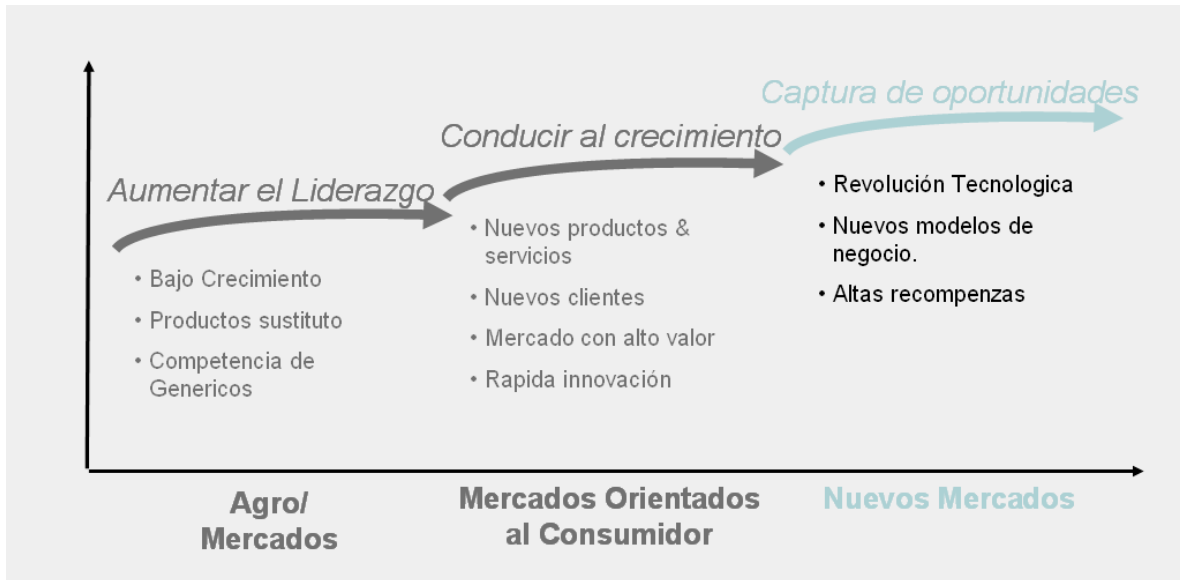 Aumentar el Liderazgo
• Bajo Crecimiento
• Productos sustituto
• Competencia de
Genericos
Agro/
Mercados
Conducir al crecimiento
• Nuevos productos &
servicios
• Nuevos clientes
• Mercado con alto valor
• Rapida innovación
Mercados Orientados
al Consumidor
Captura de oportunidades
• Revolución Tecnologica
• Nuevos modelos de
negocio.
• Altas recompenzas
Nuevos Mercados